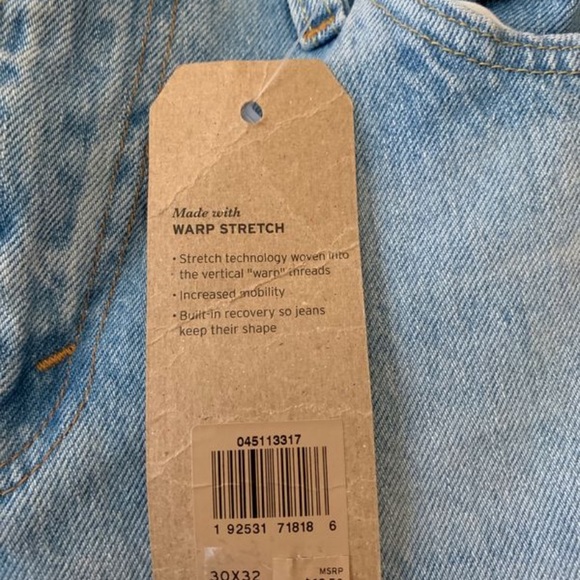 Made with
WARP STRETCH
• Stretch technology woven into
the vertical "warp" threads
• Increased mobility
• Built-in recovery so jeans
keep their shape
045113317
1 92531 71818 6
30X32
MSRP